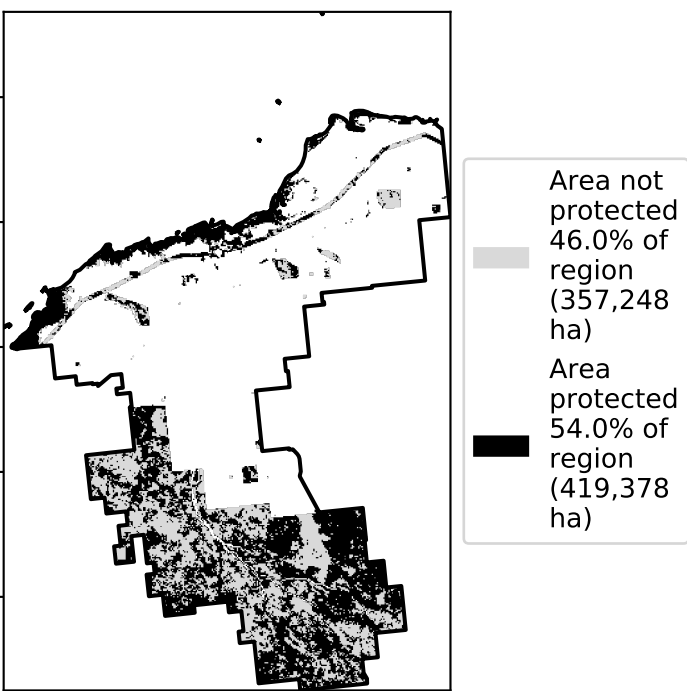 Area not
protected
46.0% of
region
(357,248
ha)
Area
protected
54.0% of
region
(419,378
ha)